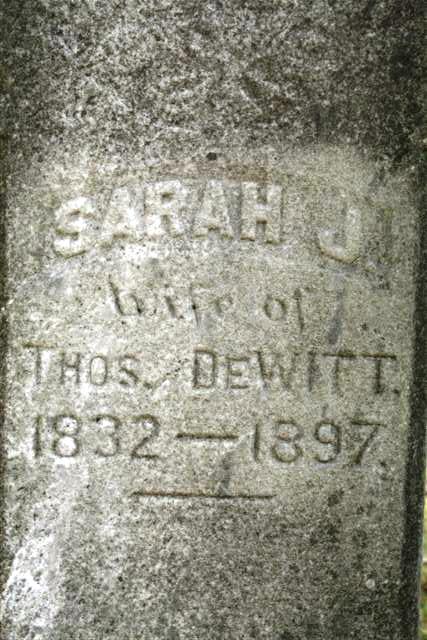 SARAH J.
Wife of
THOS. DEWITT.
1832 — 1897.